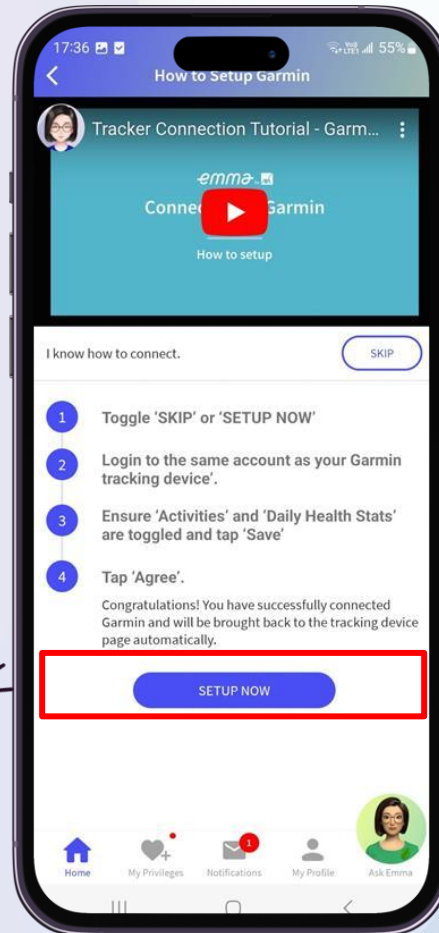 17:36 55%
How to Setup Garmin
Tracker Connection Tutorial - Garm...
emma
Conne Garmin
How to setup
I know how to connect.
SKIP
1 Toggle ‘SKIP’ or ‘SETUP NOW’
2 Login to the same account as your Garmin
tracking device’.
3 Ensure ‘Activities’ and ‘Daily Health Stats’
are toggled and tap ‘Save’
4 Tap ‘Agree’.
Congratulations! You have successfully connected
Garmin and will be brought back to the tracking device
page automatically.
SETUP NOW
1
Home My Privileges Notifications My Profile Ask Emma